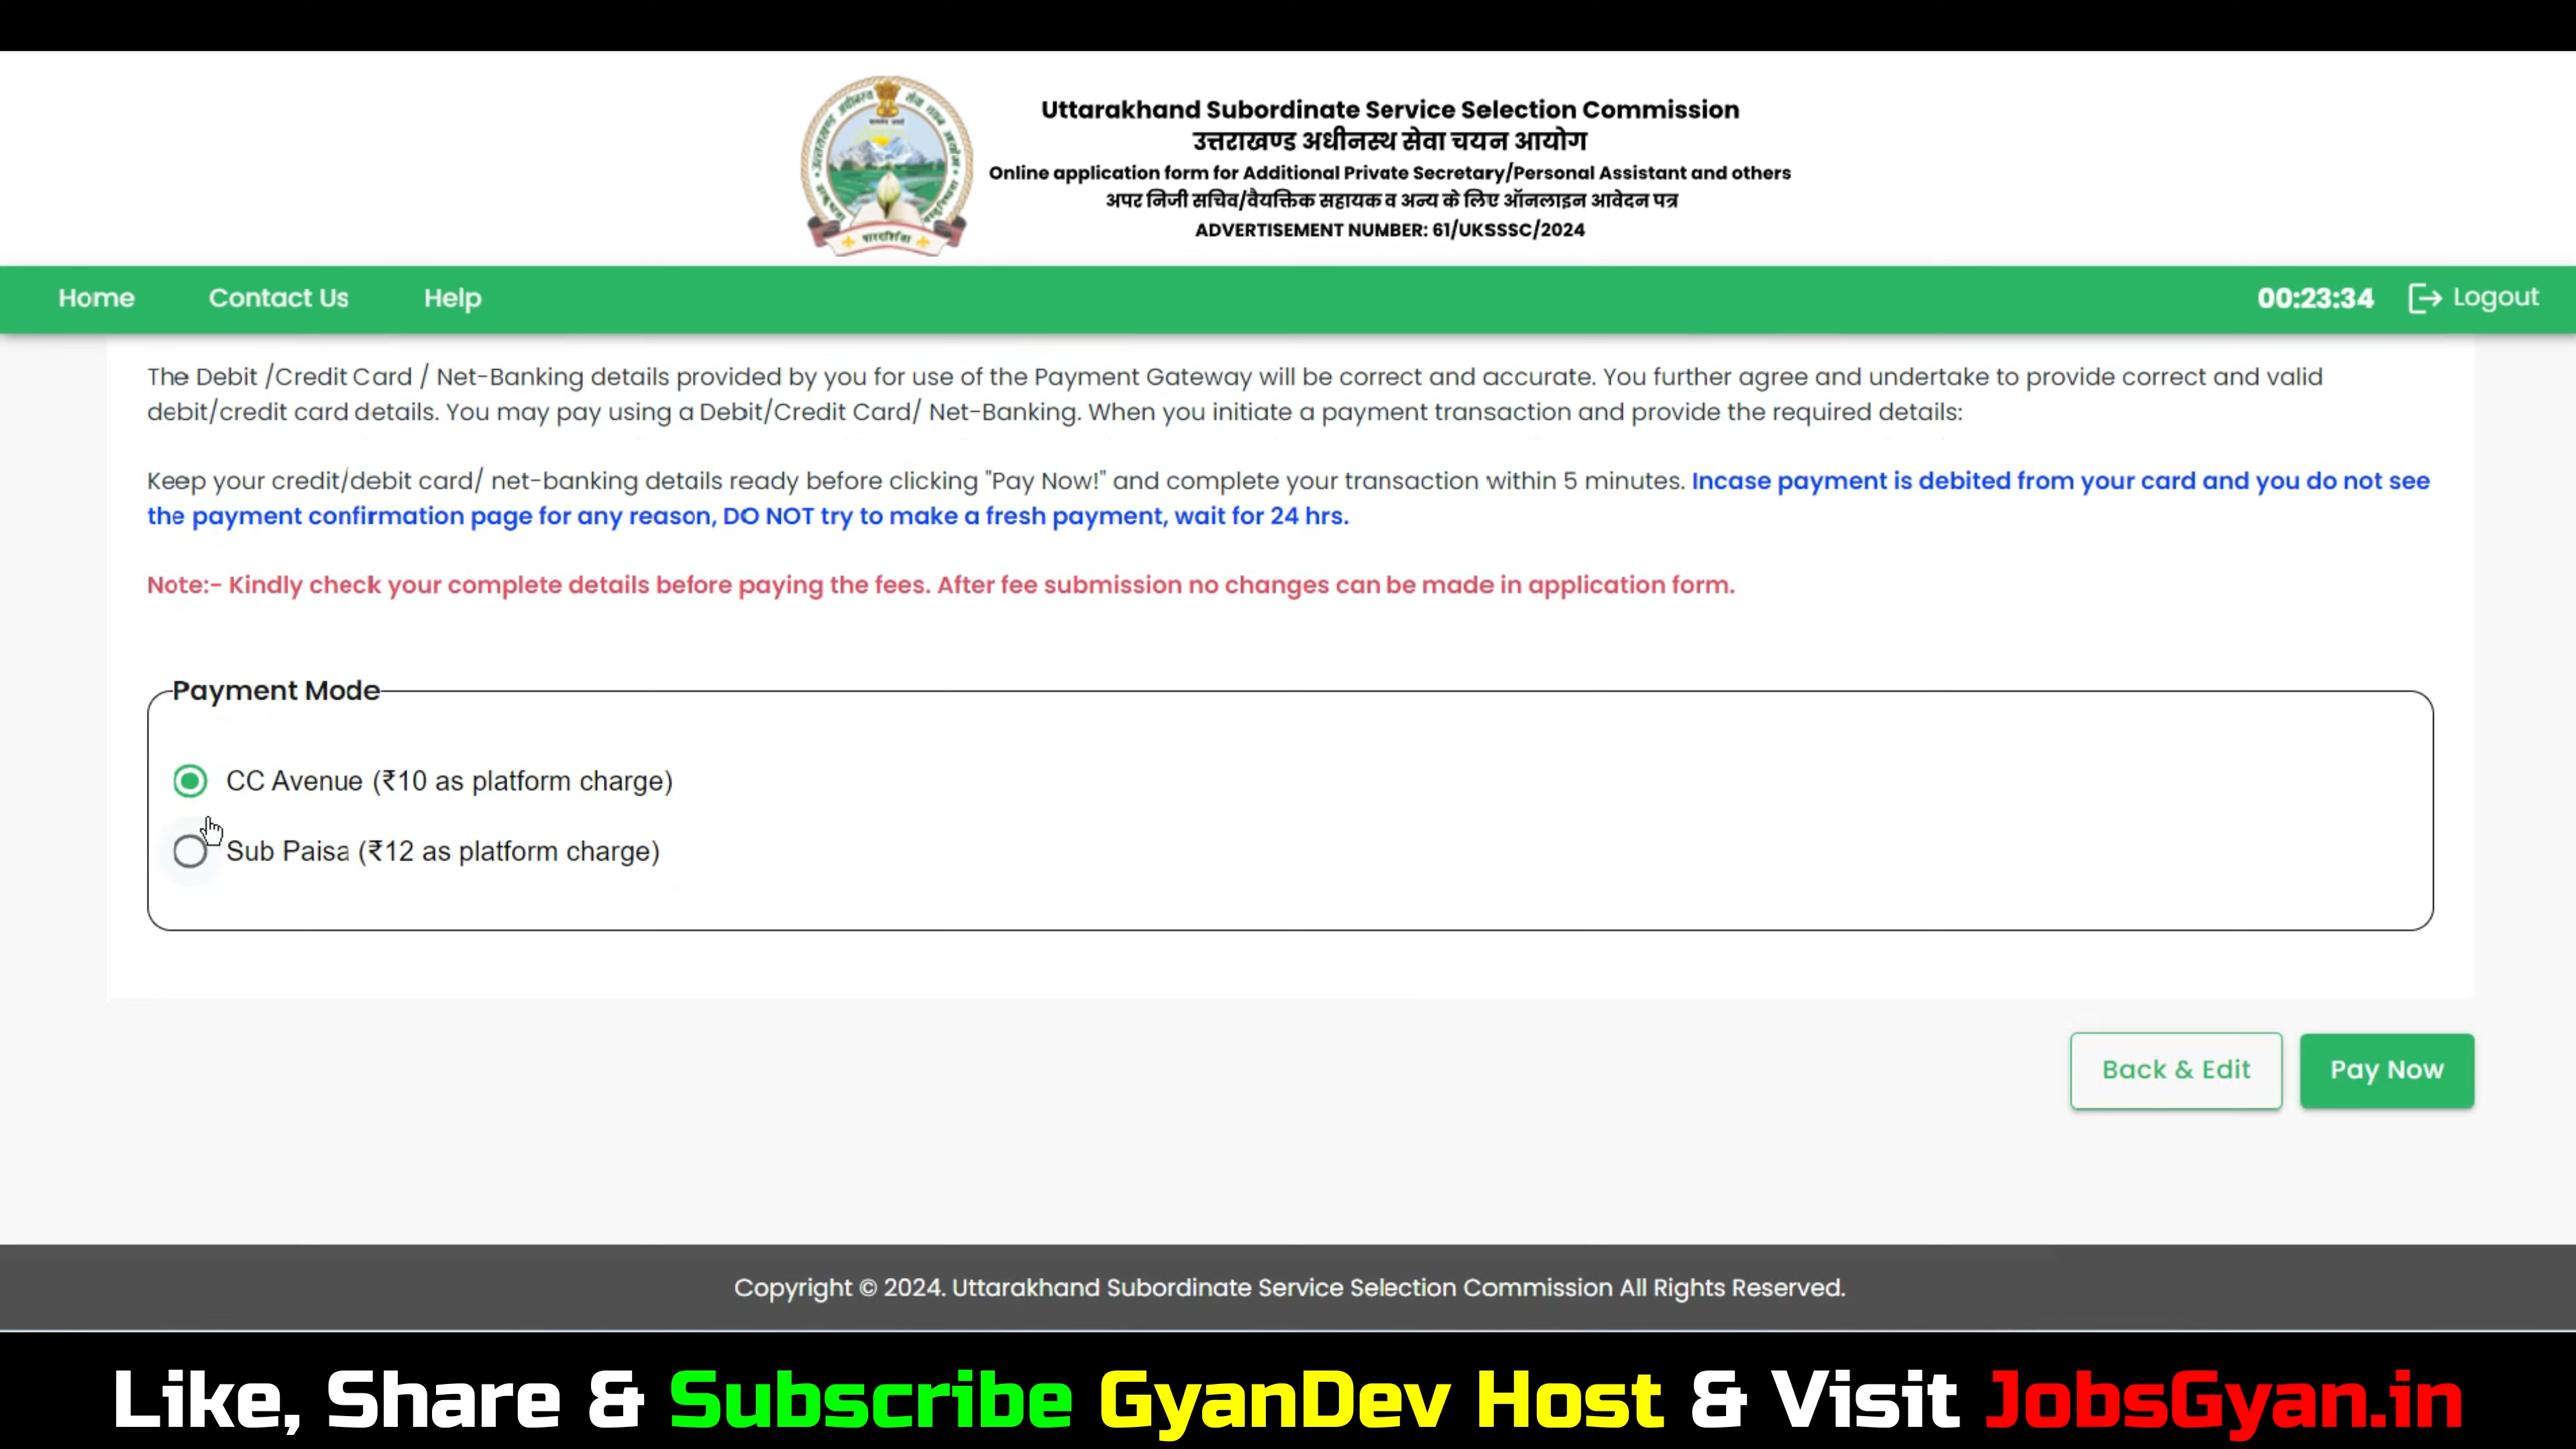 Uttarakhand Subordinate Service Selection Commission
उत्तराखण्ड अधीनस्थ सेवा चयन आयोग
Online application form for Additional Private Secretary/Personal Assistant and others
अपर निजी सचिव/वैयक्तिक सहायक व अन्य के लिए ऑनलाइन आवेदन पत्र
ADVERTISEMENT NUMBER: 61/UKSSSC/2024
पारदर्शिता
Home Contact Us Help 00:23:34 Logout
The Debit /Credit Card / Net-Banking details provided by you for use of the Payment Gateway will be correct and accurate. You further agree and undertake to provide correct and valid
debit/credit card details. You may pay using a Debit/Credit Card/ Net-Banking. When you initiate a payment transaction and provide the required details:
Keep your credit/debit card/ net-banking details ready before clicking "Pay Now!" and complete your transaction within 5 minutes. Incase payment is debited from your card and you do not see
the payment confirmation page for any reason, DO NOT try to make a fresh payment, wait for 24 hrs.
Note:- Kindly check your complete details before paying the fees. After fee submission no changes can be made in application form.
Payment Mode
CC Avenue (₹10 as platform charge)
Sub Paisa (₹12 as platform charge)
Back & Edit Pay Now
Copyright © 2024. Uttarakhand Subordinate Service Selection Commission All Rights Reserved.
Like, Share & Subscribe GyanDev Host & Visit JobsGyan.in